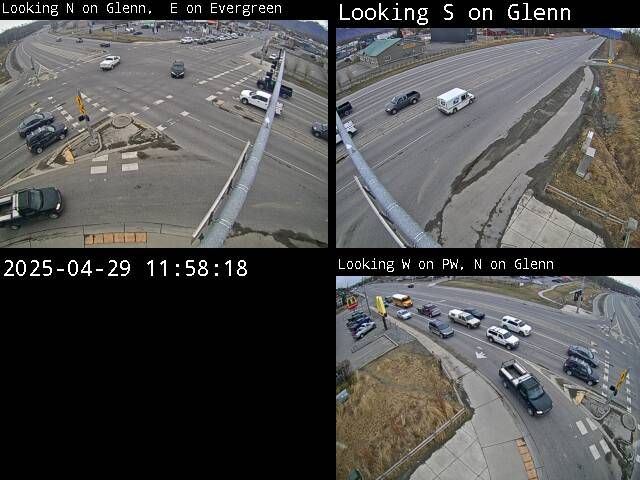 Looking N on Glenn,  E on Evergreen
Looking S on Glenn
2025-04-29 11:58:18
Looking W on PW, N on Glenn